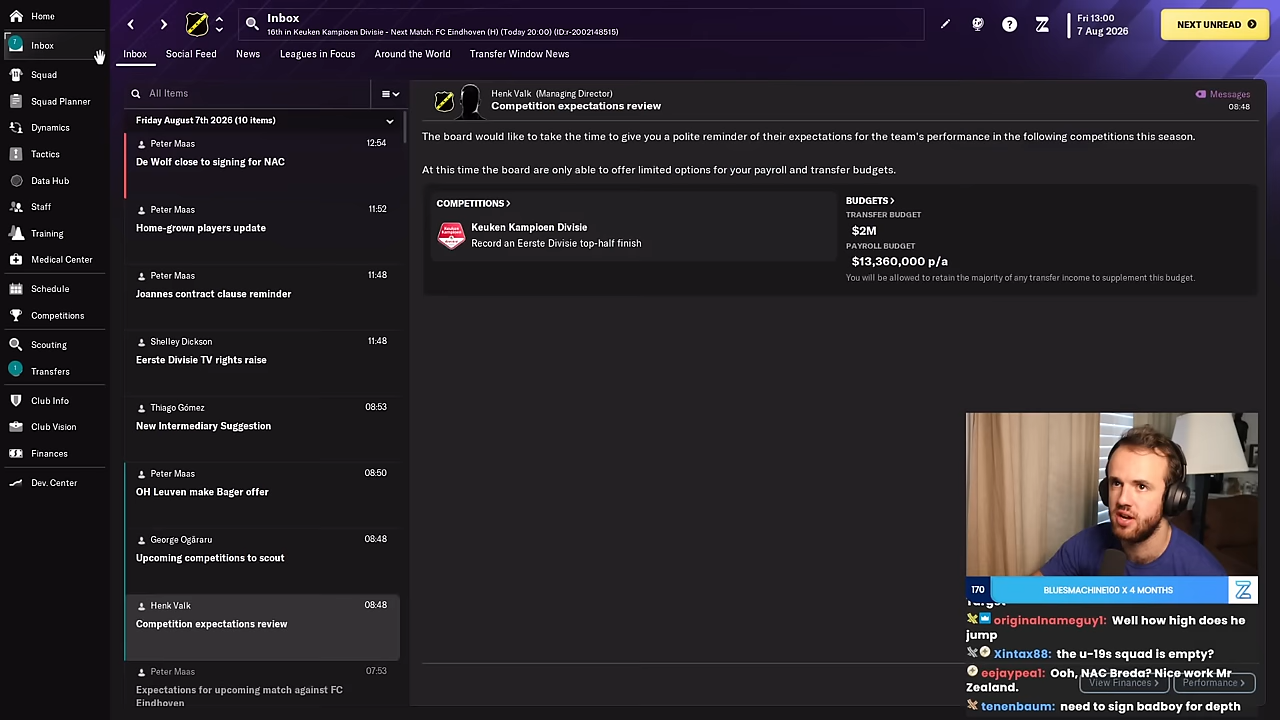 Home
7
Inbox
Squad
Squad Planner
Dynamics
Tactics
Data Hub
Staff
Training
Medical Center
Schedule
Competitions
Scouting
1
Transfers
Club Info
Club Vision
Finances
Dev. Center
Inbox
16th in Keuken Kampioen Divisie - Next Match: FC Eindhoven (H) (Today 20:00) (ID:r-2002148515)
Fri 13:00
7 Aug 2026
NEXT UNREAD
Inbox
Social Feed
News
Leagues in Focus
Around the World
Transfer Window News
All Items
Friday August 7th 2026 (10 items)
Peter Maas 12:54
De Wolf close to signing for NAC
Peter Maas 11:52
Home-grown players update
Peter Maas 11:48
Joannes contract clause reminder
Shelley Dickson 11:48
Eerste Divisie TV rights raise
Thiago Gómez 08:53
New Intermediary Suggestion
Peter Maas 08:50
OH Leuven make Bager offer
George Ogăraru 08:48
Upcoming competitions to scout
Henk Valk 08:48
Competition expectations review
Peter Maas 07:53
Expectations for upcoming match against FC
Eindhoven
Henk Valk (Managing Director)
Competition expectations review
Messages
08:48
The board would like to take the time to give you a polite reminder of their expectations for the team's performance in the following competitions this season.
At this time the board are only able to offer limited options for your payroll and transfer budgets.
COMPETITIONS
Keuken Kampioen Divisie
Record an Eerste Divisie top-half finish
BUDGETS
TRANSFER BUDGET
$2M
PAYROLL BUDGET
$13,360,000 p/a
You will be allowed to retain the majority of any transfer income to supplement this budget.
170
BLUESMACHINE100 X 4 MONTHS
Target
originalnameguy1: Well how high does he
jump
Xintax88: the u-19s squad is empty?
eejaypea1: Ooh, NAC Breda? Nice work Mr
Zealand.
View Finances
Performance
tenenbaum: need to sign badboy for depth